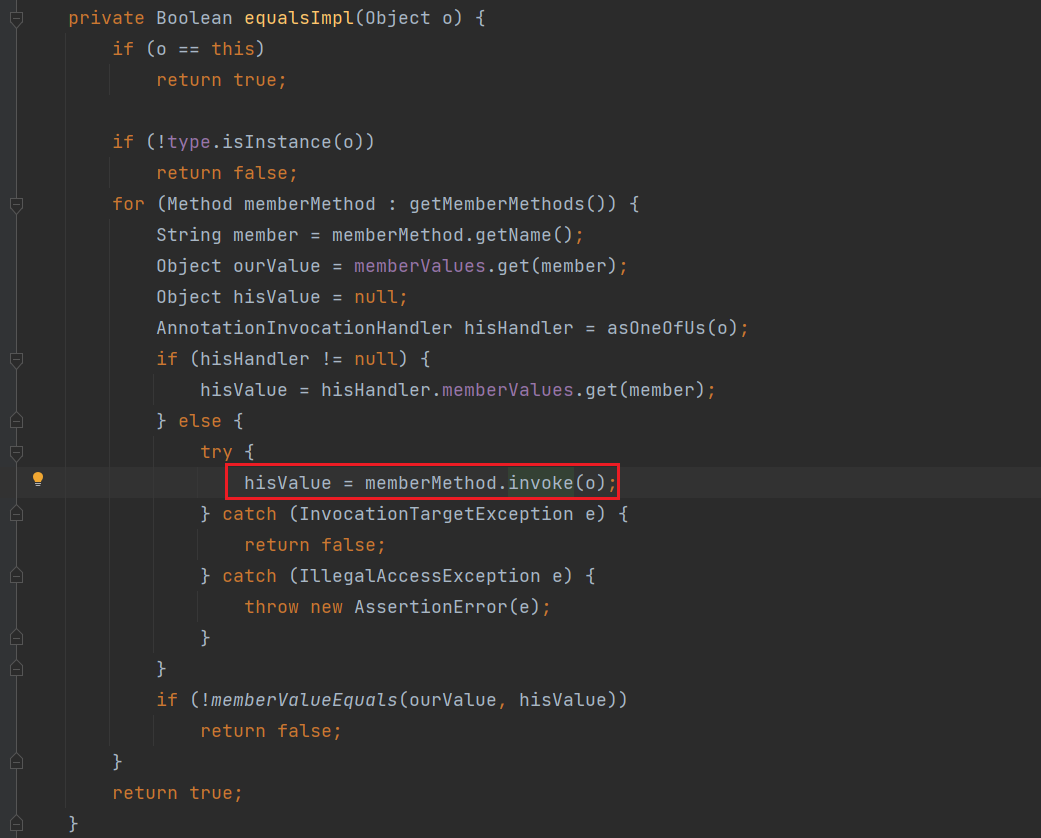 private Boolean equalsImpl(Object o) {
if (o == this)
return true;
if (!type.isInstance(o))
return false;
for (Method memberMethod : getMemberMethods()) {
String member = memberMethod.getName();
Object ourValue = memberValues.get(member);
Object hisValue = null;
AnnotationInvocationHandler hisHandler = asOneOfUs(o);
if (hisHandler != null) {
hisValue = hisHandler.memberValues.get(member);
} else {
try {
hisValue = memberMethod.invoke(o);
} catch (InvocationTargetException e) {
return false;
} catch (IllegalAccessException e) {
throw new AssertionError(e);
}
}
if (!memberValueEquals(ourValue, hisValue))
return false;
}
return true;
}